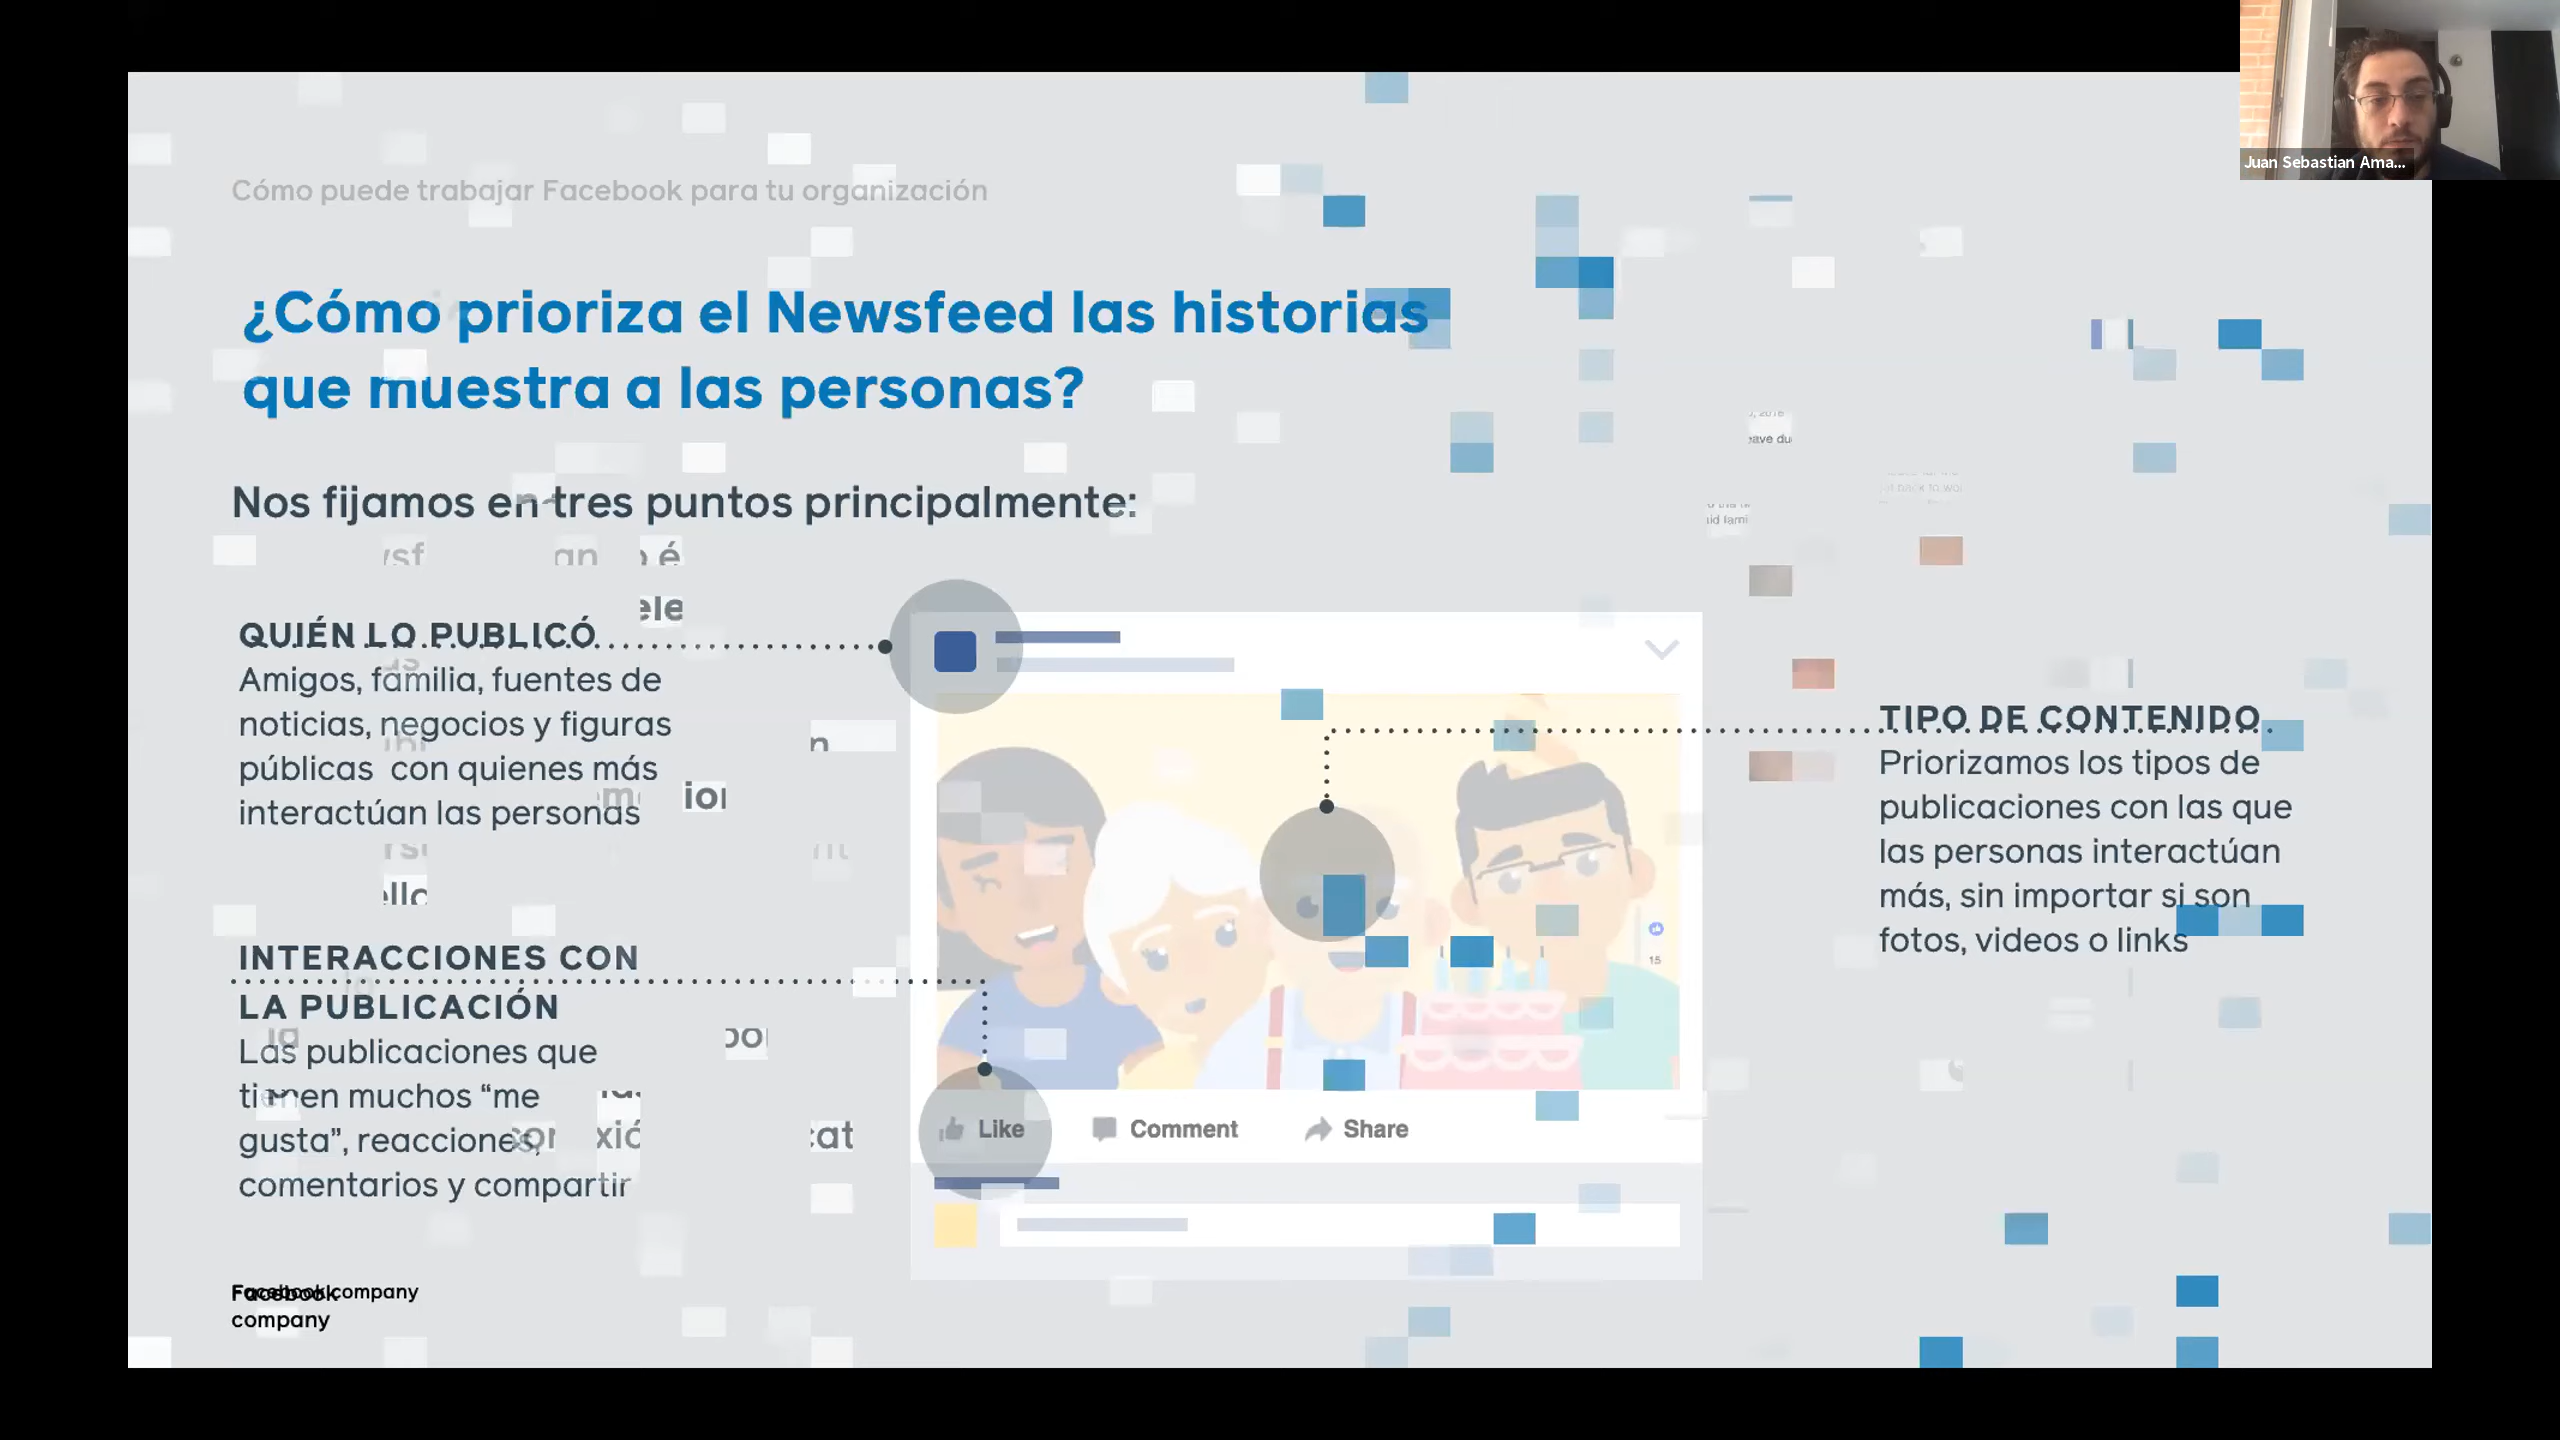 Juan Sebastian Ama...
Cómo puede trabajar Facebook para tu organización
¿Cómo prioriza el Newsfeed las historias
que muestra a las personas?
Nos fijamos en tres puntos principalmente:
QUIÉN LO PUBLICÓ
Amigos, familia, fuentes de
noticias, negocios y figuras
públicas con quienes más
interactúan las personas
TIPO DE CONTENIDO
Priorizamos los tipos de
publicaciones con las que
las personas interactúan
más, sin importar si son
fotos, videos o links
INTERACCIONES CON
LA PUBLICACIÓN
Las publicaciones que
tienen muchos “me
gusta”, reacciones,
comentarios y compartir
15
Like Comment Share
Facebook company
Facebook
company